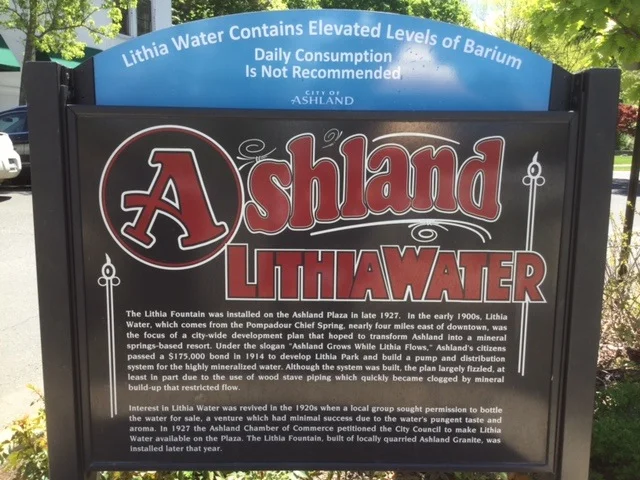 Lithia Water Contains Elevated Levels of Barium
Daily Consumption
Is Not Recommended
CITY OF
ASHLAND
Ashland
LITHIA WATER
The Lithia Fountain was installed on the Ashland Plaza in late 1927. In the early 1900s, Lithia
Water, which comes from the Pompadour Chief Spring, nearly four miles east of downtown, was
the focus of a city-wide development plan that hoped to transform Ashland into a mineral
springs-based resort. Under the slogan "Ashland Grows While Lithia Flows," Ashland's citizens
passed a $175,000 bond in 1914 to develop Lithia Park and build a pump and distribution
system for the highly mineralized water. Although the system was built, the plan largely fizzled, at
least in part due to the use of wood stave piping which quickly became clogged by mineral
build-up that restricted flow.
Interest in Lithia Water was revived in the 1920s when a local group sought permission to bottle
the water for sale, a venture which had minimal success due to the water's pungent taste and
aroma. In 1927 the Ashland Chamber of Commerce petitioned the City Council to make Lithia
Water available on the Plaza. The Lithia Fountain, built of locally quarried Ashland Granite, was
installed later that year.